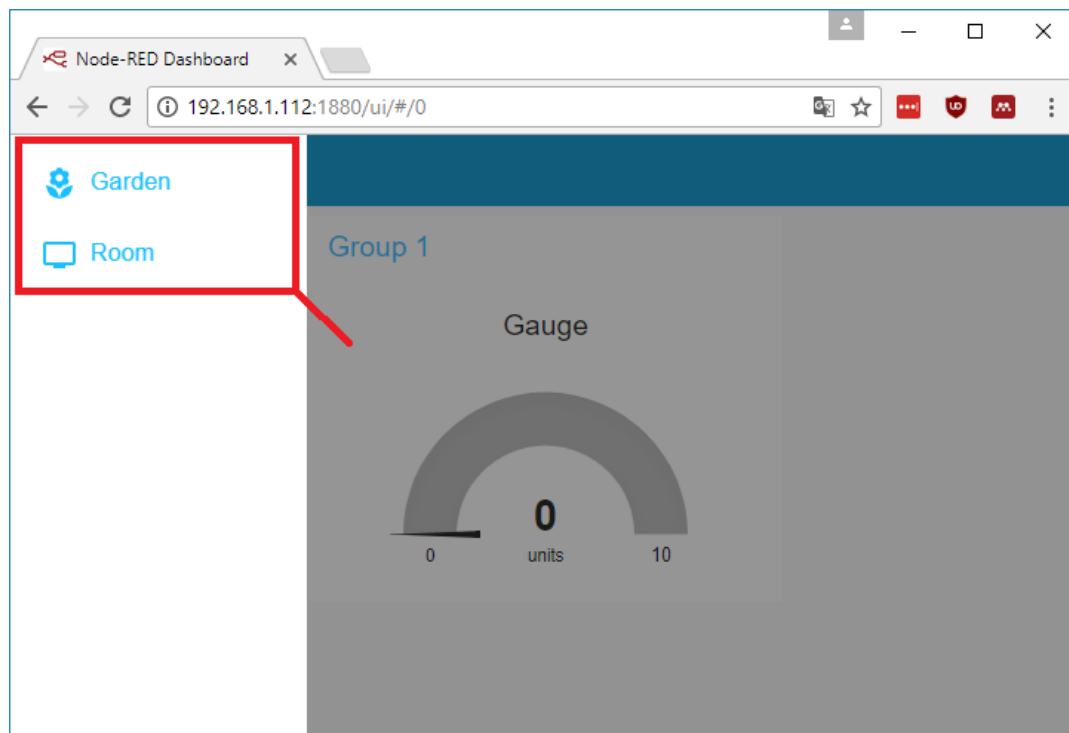 Node-RED Dashboard
192.168.1.112:1880/ui/#/0
Garden
Room
Group 1
Gauge
0
0 units 10